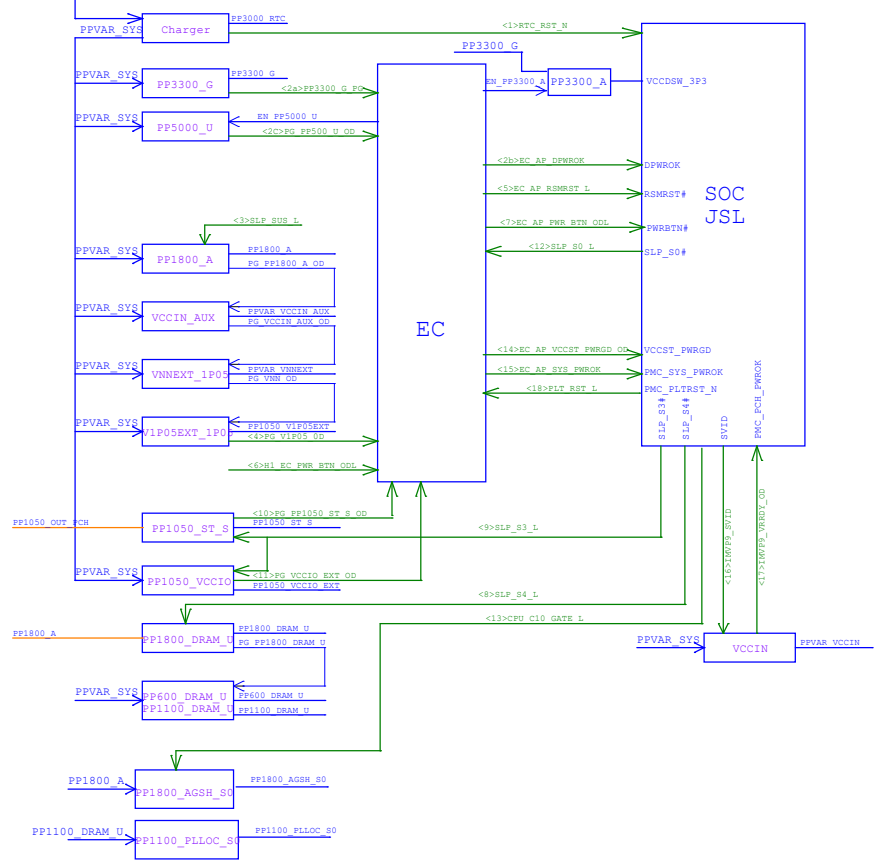 PPVAR_SYS
Charger
PP3000_RTC
<1>RTC_RST_N
PP3300_G
PPVAR_SYS
PP3300_G
PP3300_G
<2a>PP3300_G_PG
EN_PP3300_A
PP3300_A
VCCDSW_3P3
PPVAR_SYS
PP5000_U
EN_PP5000_U
<2C>PG_PP500_U_OD
<2b>EC_AP_DPWROK
DPWROK
<5>EC_AP_RSMRST_L
RSMRST#
SOC
JSL
<3>SLP_SUS_L
<7>EC_AP_PWR_BTN_ODL
PWRBTN#
PPVAR_SYS
PP1800_A
PP1800_A
PG_PP1800_A_OD
<12>SLP_S0_L
SLP_S0#
PPVAR_SYS
VCCIN_AUX
PPVAR_VCCIN_AUX
PG_VCCIN_AUX_OD
EC
<14>EC_AP_VCCST_PWRGD_OD
VCCST_PWRGD
PPVAR_SYS
VNNEXT_1P05
PPVAR_VNNEXT
PG_VNN_OD
<15>EC_AP_SYS_PWROK
PMC_SYS_PWROK
<18>PLT_RST_L
PMC_PLTRST_N
PPVAR_SYS
V1P05EXT_1P05
PP1050_V1P05EXT
<4>PG_V1P05_OD
SLP_S3#
SLP_S4#
SVID
PMC_PCH_PWROK
<6>H1_EC_PWR_BTN_ODL
PP1050_OUT_PCH
PP1050_ST_S
<10>PG_PP1050_ST_S_OD
PP1050_ST_S
<9>SLP_S3_L
<16>IMVP9_SVID
<17>IMVP9_VRRDY_OD
PPVAR_SYS
PP1050_VCCIO
<11>PG_VCCIO_EXT_OD
PP1050_VCCIO_EXT
<8>SLP_S4_L
<13>CPU_C10_GATE_L
PP1800_A
PP1800_DRAM_U
PP1800_DRAM_U
PG_PP1800_DRAM_U
PPVAR_SYS
VCCIN
PPVAR_VCCIN
PPVAR_SYS
PP600_DRAM_U
PP1100_DRAM_U
PP600_DRAM_U
PP1100_DRAM_U
PP1800_A
PP1800_AGSH_S0
PP1800_AGSH_S0
PP1100_DRAM_U
PP1100_PLLOC_S0
PP1100_PLLOC_S0